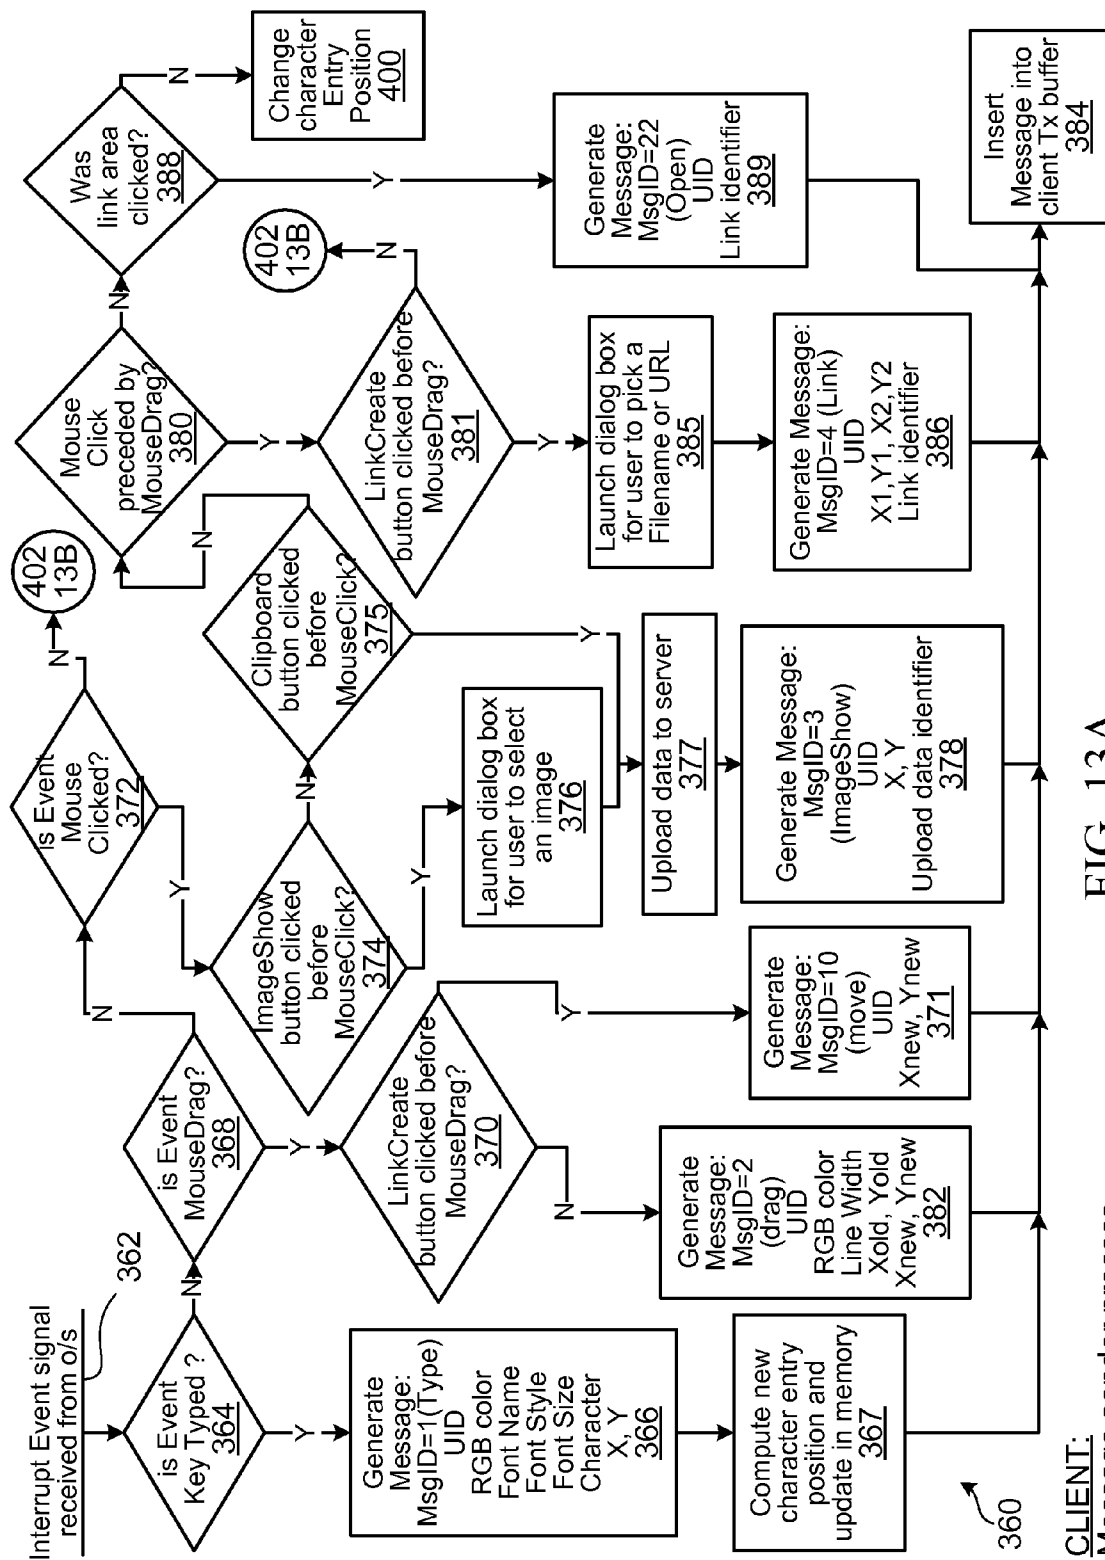 Interrupt Event signal
received from o/s
362
is Event
Key Typed ?
364
N
Y
Generate
Message:
MsgID=1(Type)
UID
RGB color
Font Name
Font Style
Font Size
Character
X, Y
366
Compute new
character entry
position and
update in memory
367
is Event
MouseDrag?
368
N
Y
LinkCreate
button clicked before
MouseDrag?
370
N
Y
Generate
Message:
MsgID=2
(drag)
UID
RGB color
Line Width
Xold, Yold
Xnew, Ynew
382
Generate
Message:
MsgID=10
(move)
UID
Xnew, Ynew
371
Is Event
Mouse
Clicked?
372
N
402
13B
Y
ImageShow
button clicked
before
MouseClick?
374
N
Y
Clipboard
button clicked
before
MouseClick?
375
N
Y
Launch dialog box
for user to select
an image
376
Upload data to server
377
Generate Message:
MsgID=3
(ImageShow)
UID
X, Y
Upload data identifier
378
Mouse
Click
preceded by
MouseDrag?
380
N
Y
LinkCreate
button clicked before
MouseDrag?
381
N
402
13B
Y
Launch dialog box
for user to pick a
Filename or URL
385
Generate Message:
MsgID=4 (Link)
UID
X1,Y1, X2,Y2
Link identifier
386
Was
link area
clicked?
388
N
Change
character
Entry
Position
400
Y
Generate
Message:
MsgID=22
(Open)
UID
Link identifier
389
Insert
Message into
client Tx buffer
384
360
CLIENT:
Message sender process
FIG. 13A